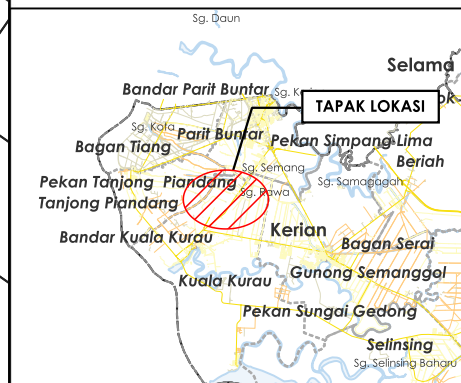 Sg. Daun
Selama
Bandar Parit Buntar
TAPAK LOKASI
Sg. Kota
Parit Buntar
Pekan Simpang Lima
Bagan Tiang
Beriah
Sg. Semang
Pekan Tanjong Piandang
Sg. Samagagah
Sg. Rawa
Tanjong Piandang
Kerian
Bandar Kuala Kurau
Bagan Serai
Gunong Semanggol
Kuala Kurau
Pekan Sungai Gedong
Selinsing
Sg. Selinsing Baharu